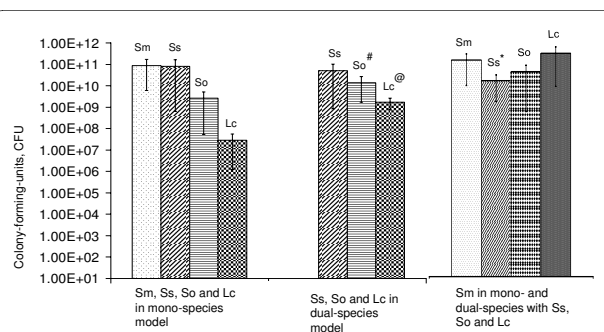 Colony-forming-units, CFU
1.00E+12
1.00E+11
1.00E+10
1.00E+09
1.00E+08
1.00E+07
1.00E+06
1.00E+05
1.00E+04
1.00E+03
1.00E+02
1.00E+01
Sm
Ss
So
Lc
Ss
So#
Lc@
Sm
Ss*
So
Lc
Sm, Ss, So and Lc
in mono-species
model
Ss, So and Lc in
dual-species
model
Sm in mono- and
dual-species with Ss,
So and Lc